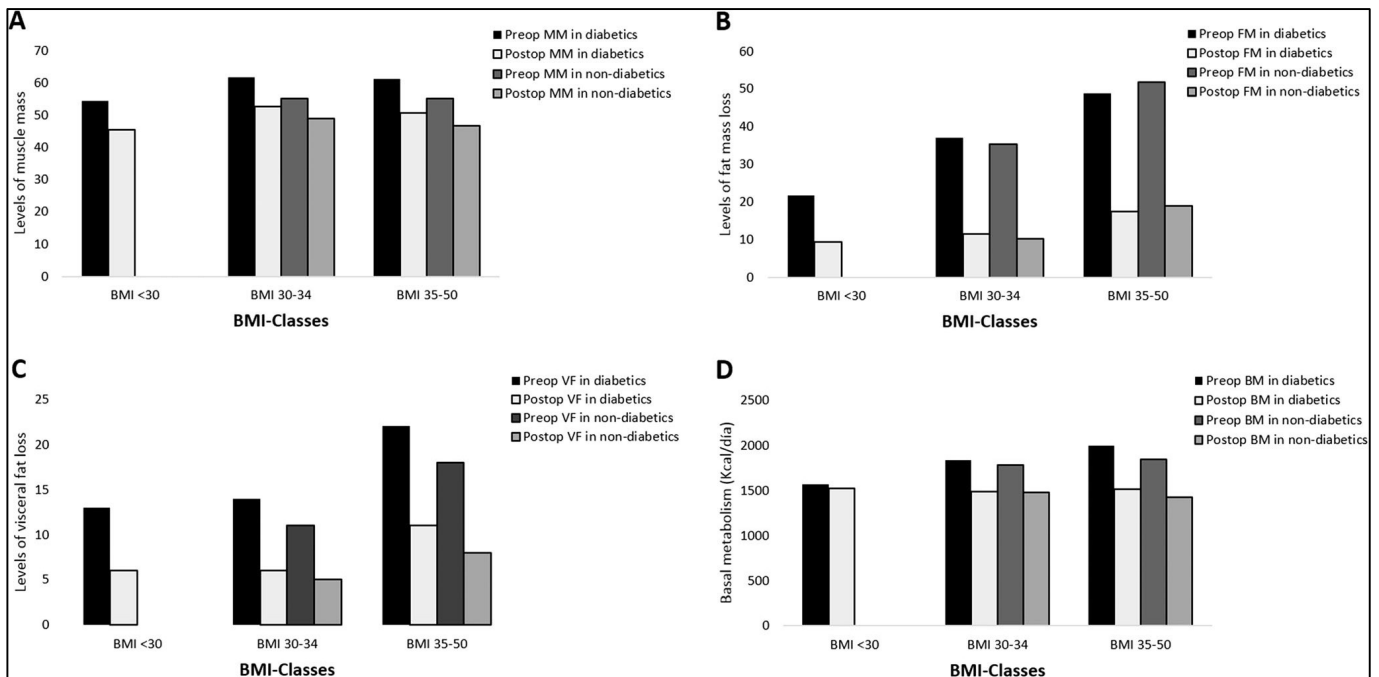 A
Preop MM in diabetics
Postop MM in diabetics
Preop MM in non-diabetics
Postop MM in non-diabetics
Levels of muscle mass
70
60
50
40
30
20
10
0
BMI <30
BMI 30-34
BMI 35-50
BMI-Classes
B
Preop FM in diabetics
Postop FM in diabetics
Preop FM in non-diabetics
Postop FM in non-diabetics
Levels of fat mass loss
60
50
40
30
20
10
0
BMI <30
BMI 30-34
BMI 35-50
BMI-Classes
C
Preop VF in diabetics
Postop VF in diabetics
Preop VF in non-diabetics
Postop VF in non-diabetics
Levels of visceral fat loss
25
20
15
10
5
0
BMI <30
BMI 30-34
BMI 35-50
BMI-Classes
D
Preop BM in diabetics
Postop BM in diabetics
Preop BM in non-diabetics
Postop BM in non-diabetics
Basal metabolism (Kcal/día)
2500
2000
1500
1000
500
0
BMI <30
BMI 30-34
BMI 35-50
BMI-Classes